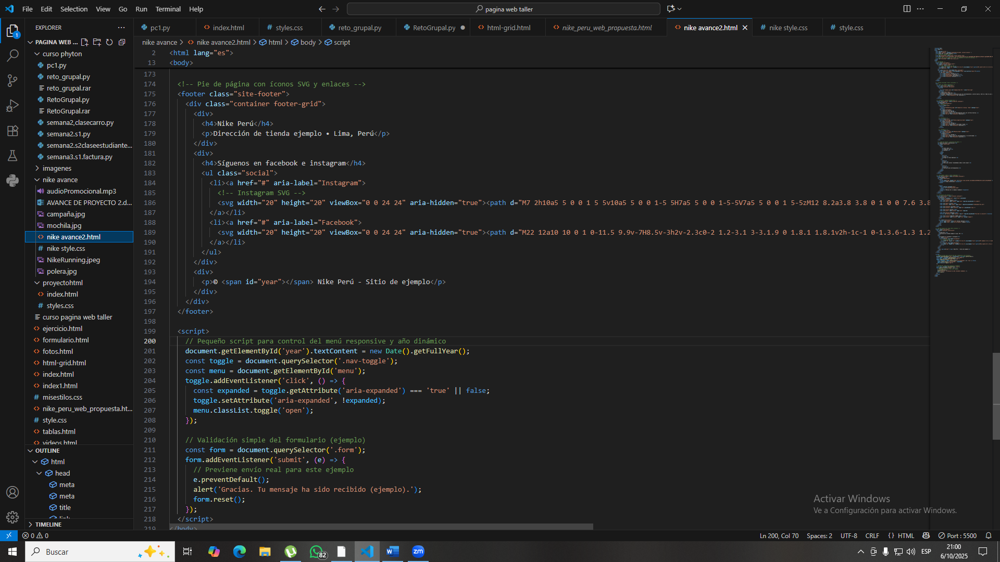 File Edit Selection View Go Run Terminal Help
pagina web taller
EXPLORER
PAGINA WEB ...
curso phyton
pc1.py
reto_grupal.py
reto_grupal.rar
RetoGrupal.py
RetoGrupal.rar
semana2,clasecarro.py
semana2.s1.py
semana2.s2claseestudiante...
semana3.s1.factura.py
imagenes
nike avance
audioPromocional.mp3
AVANCE DE PROYECTO 2.d...
campaña.jpg
mochila.jpg
nike avance2.html
nike style.css
NikeRunning.jpeg
polera.jpg
proyectohtml
index.html
styles.css
curso pagina web taller
ejercicio.html
formulario.html
fotos.html
html-grid.html
index.html
index1.html
misestilos.css
nike_peru_web_propuesta.ht...
style.css
tablas.html
videos.html
OUTLINE
html
head
meta
meta
title
link
TIMELINE
pc1.py index.html styles.css reto_grupal.py RetoGrupal.py html-grid.html nike_peru_web_propuesta.html nike avance2.html nike style.css style.css
nike avance > nike avance2.html > html > body > script
2 <html lang="es">
13 <body>
173
174 <!-- Pie de página con íconos SVG y enlaces -->
175 <footer class="site-footer">
176 <div class="container footer-grid">
177 <div>
178 <h4>Nike Perú</h4>
179 <p>Dirección de tienda ejemplo • Lima, Perú</p>
180 </div>
181 <div>
182 <h4>Síguenos en facebook e instagram</h4>
183 <ul class="social">
184 <li><a href="#" aria-label="Instagram">
185 <!-- Instagram SVG -->
186 <svg width="20" height="20" viewBox="0 0 24 24" aria-hidden="true"><path d="M7 2h10a5 5 0 0 1 5 5v10a5 5 0 0 1-5 5H7a5 5 0 0 1-5-5V7a5 5 0 0 1 5-5zM12 8.2a3.8 3.8 0 1 0 0 7.6 3.8
187 </a></li>
188 <li><a href="#" aria-label="Facebook">
189 <svg width="20" height="20" viewBox="0 0 24 24" aria-hidden="true"><path d="M22 12a10 10 0 1 0-11.5 9.9v-7H8.5v-3h2v-2.3c0-2 1.2-3.1 3-3.1.9 0 1.8.1 1.8.1v2h-1c-1 0-1.3.6-1.3 1.2
190 </a></li>
191 </ul>
192 </div>
193 <div>
194 <p>© <span id="year"></span> Nike Perú - Sitio de ejemplo</p>
195 </div>
196 </div>
197 </footer>
198
199 <script>
200 // Pequeño script para control del menú responsive y año dinámico
201 document.getElementById('year').textContent = new Date().getFullYear();
202 const toggle = document.querySelector('.nav-toggle');
203 const menu = document.getElementById('menu');
204 toggle.addEventListener('click', () => {
205 const expanded = toggle.getAttribute('aria-expanded') === 'true' || false;
206 toggle.setAttribute('aria-expanded', !expanded);
207 menu.classList.toggle('open');
208 });
209
210 // Validación simple del formulario (ejemplo)
211 const form = document.querySelector('.form');
212 form.addEventListener('submit', (e) => {
213 // Previene envío real para este ejemplo
214 e.preventDefault();
215 alert('Gracias. Tu mensaje ha sido recibido (ejemplo).');
216 form.reset();
217 });
218 </script>
219 </body>
Activar Windows
Ve a Configuración para activar Windows.
0 0 Ln 200, Col 70 Spaces: 2 UTF-8 CRLF {} HTML Port : 5500
Buscar
82
zm
ESP
21:00
6/10/2025